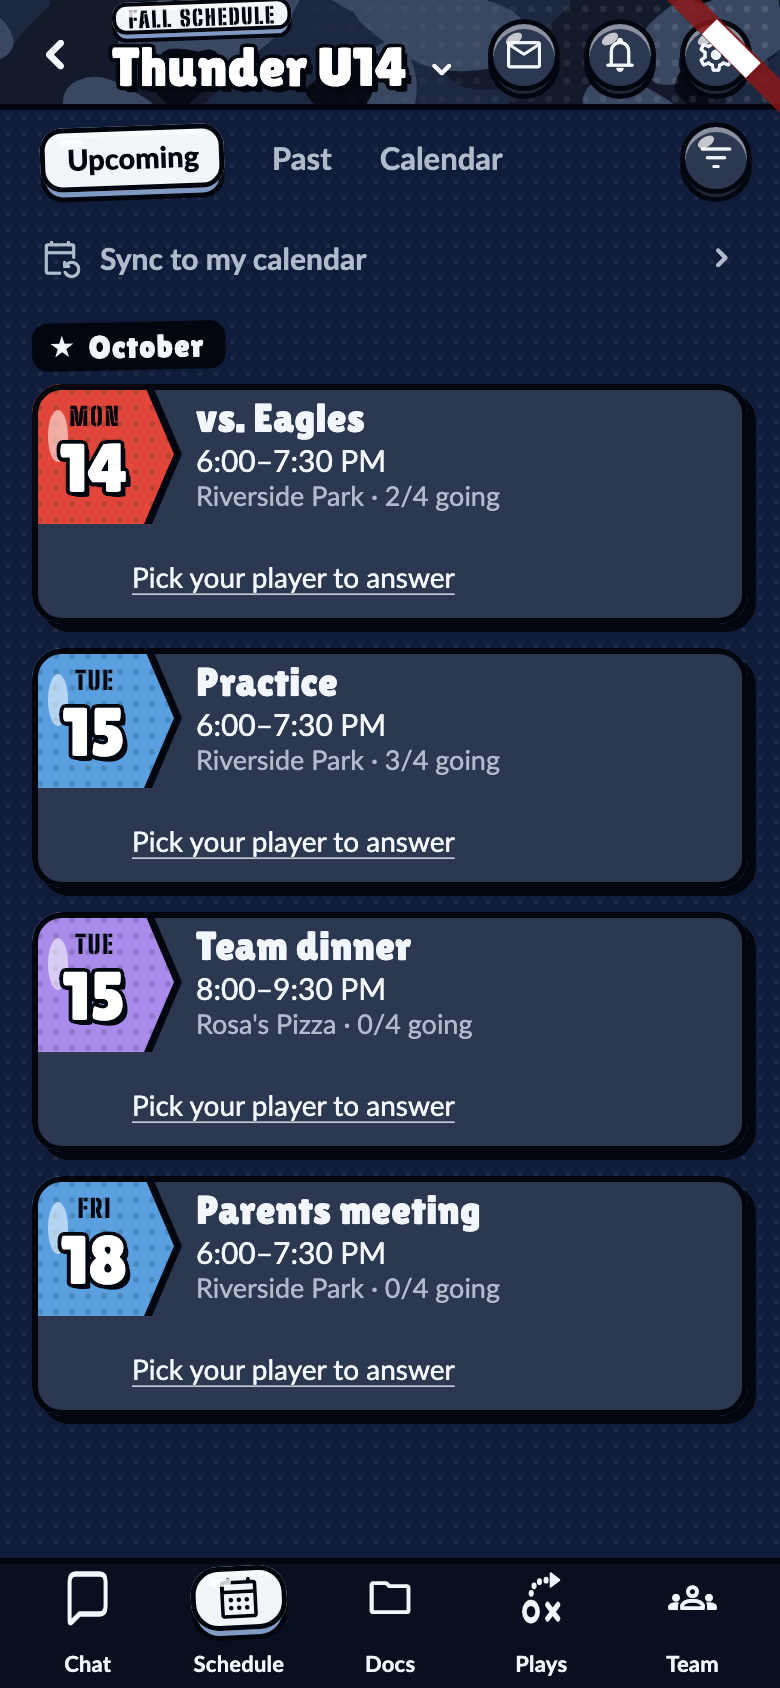 FALL SCHEDULE
Thunder U14
Upcoming
Past
Calendar
Sync to my calendar
★ October
MON
14
vs. Eagles
6:00–7:30 PM
Riverside Park · 2/4 going
Pick your player to answer
TUE
15
Practice
6:00–7:30 PM
Riverside Park · 3/4 going
Pick your player to answer
TUE
15
Team dinner
8:00–9:30 PM
Rosa's Pizza · 0/4 going
Pick your player to answer
FRI
18
Parents meeting
6:00–7:30 PM
Riverside Park · 0/4 going
Pick your player to answer
Chat
Schedule
Docs
Plays
Team